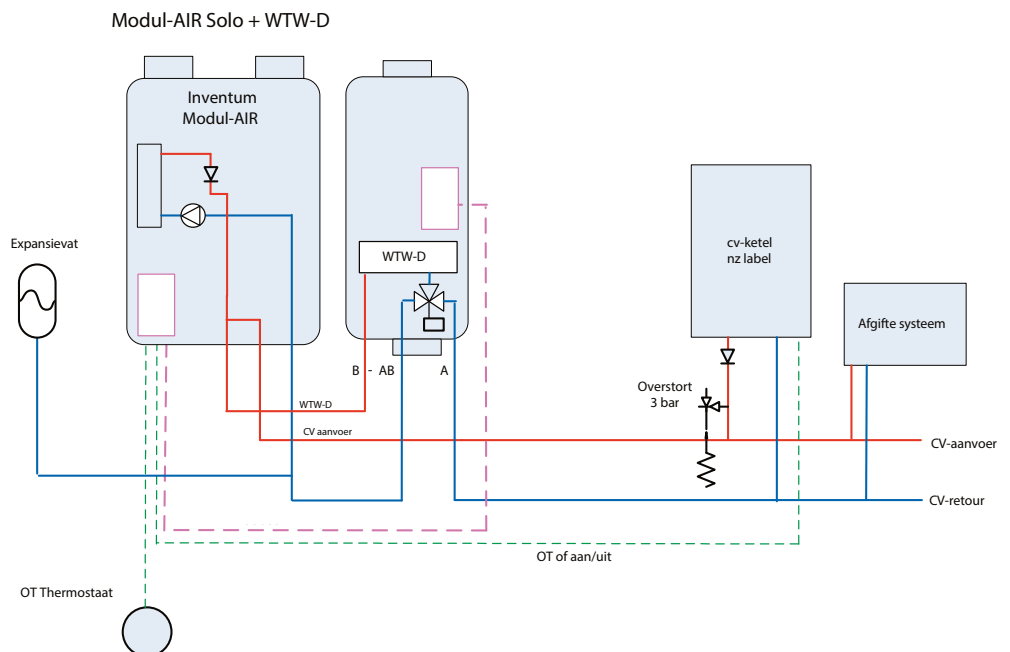 Modul-AIR Solo + WTW-D
Inventum
Modul-AIR
Expansievat
WTW-D
cv-ketel
nz label
Afgifte systeem
B - AB
A
Overstort
3 bar
WTW-D
CV aanvoer
CV-aanvoer
CV-retour
OT of aan/uit
OT Thermostaat